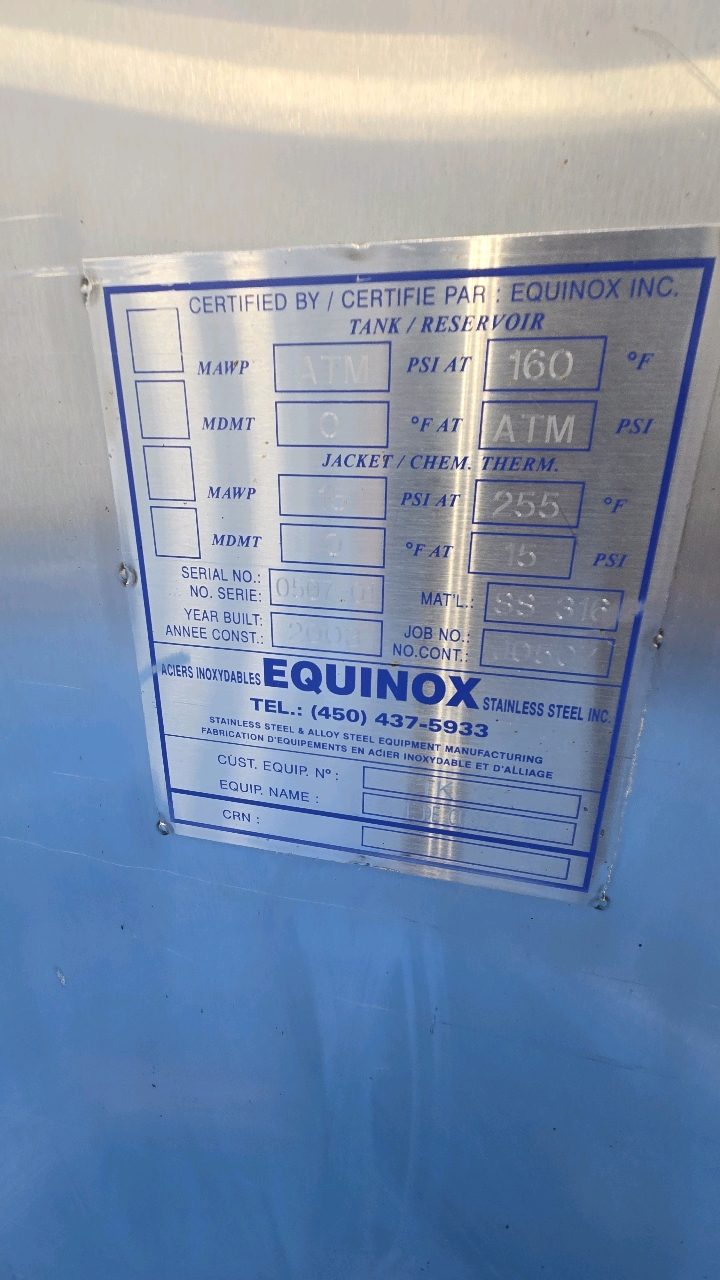 CERTIFIED BY / CERTIFIE PAR : EQUINOX INC.
TANK / RESERVOIR
MAWP ATM PSI AT 160 °F
MDMT 0 °F AT ATM PSI
JACKET / CHEM. THERM.
MAWP 15 PSI AT 255 °F
MDMT 0 °F AT 15 PSI
SERIAL NO.:
NO. SERIE:
MAT'L.: SS 316
YEAR BUILT:
ANNEE CONST.:
JOB NO.:
NO.CONT.:
ACIERS INOXYDABLES EQUINOX STAINLESS STEEL INC.
TEL.: (450) 437-5933
STAINLESS STEEL & ALLOY STEEL EQUIPMENT MANUFACTURING
FABRICATION D'EQUIPEMENTS EN ACIER INOXYDABLE ET D'ALLIAGE
CUST. EQUIP. Nº :
EQUIP. NAME :
CRN :